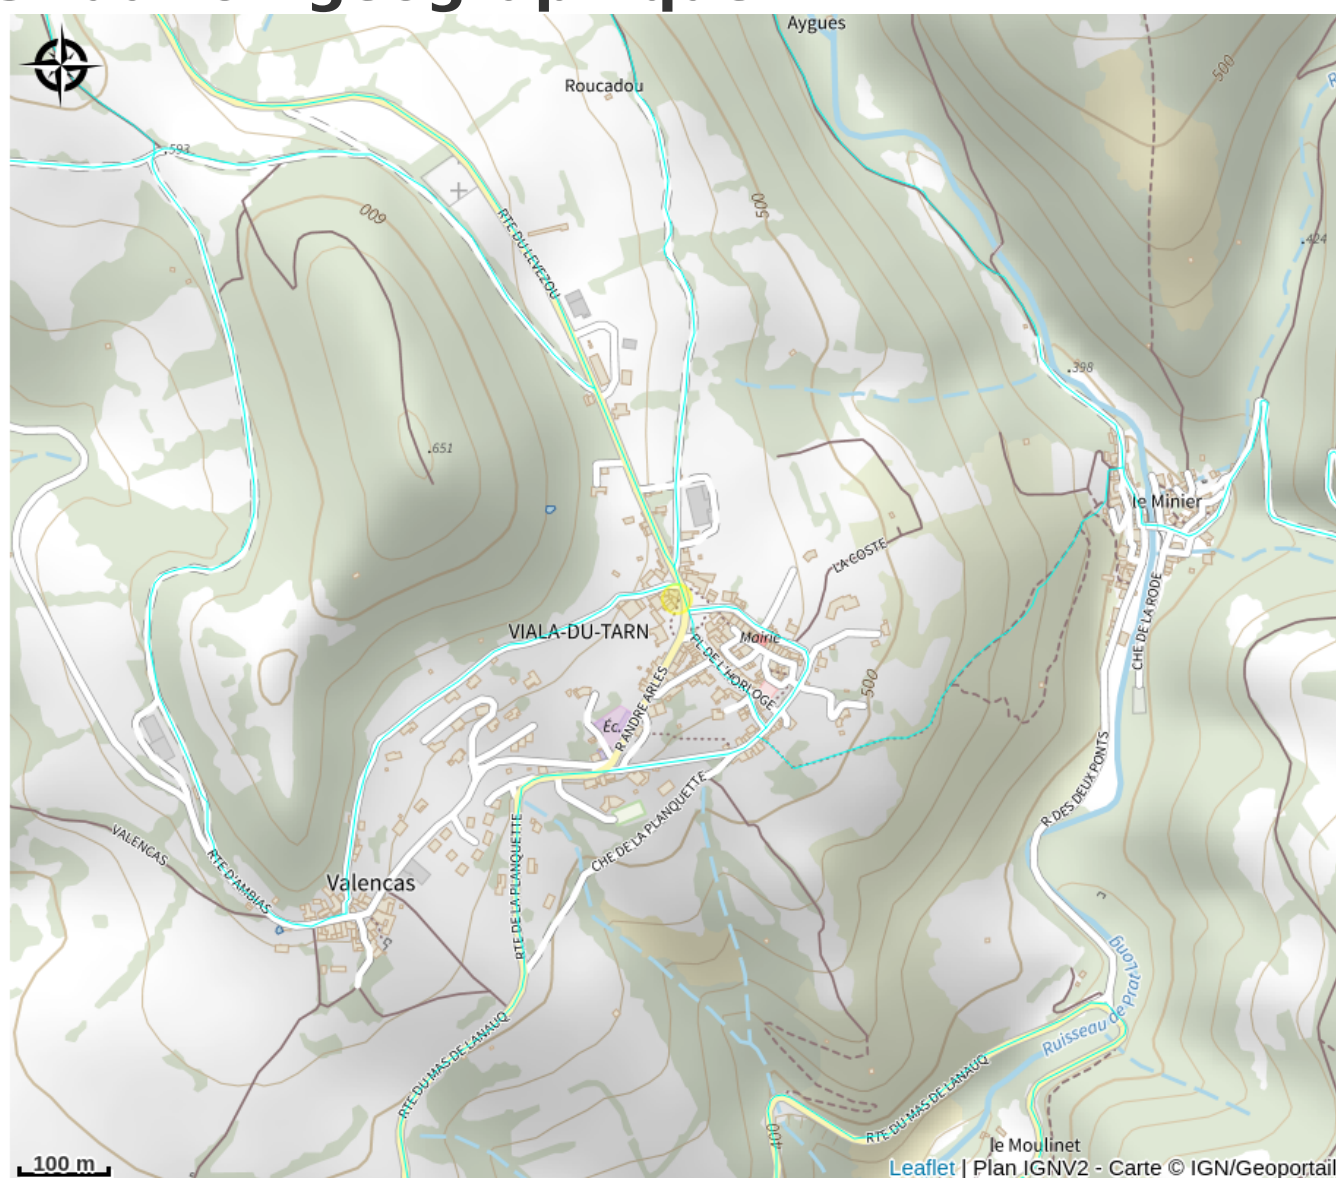 Aygues
Roucadou
500
.593
600
500
RTE DU LEVEZOU
.424
.398
.651
le Minier
LA COSTE
VIALA-DU-TARN
Mairie
PL DE L'HORLOGE
CHE DE LA RODE
500
R ANDRE ARLES
Éc.
R DES DEUX PONTS
CHE DE LA PLANQUETTE
VALENCAS
RTE D'AMBIAS
Valencas
RTE DE LA PLANQUETTE
Ruisseau de Prat-Long
RTE DU MAS DE LANAUQ
RTE DU MAS DE LANAUQ
400
le Moulinet
100 m
Leaflet | Plan IGNV2 - Carte © IGN/Geoportail